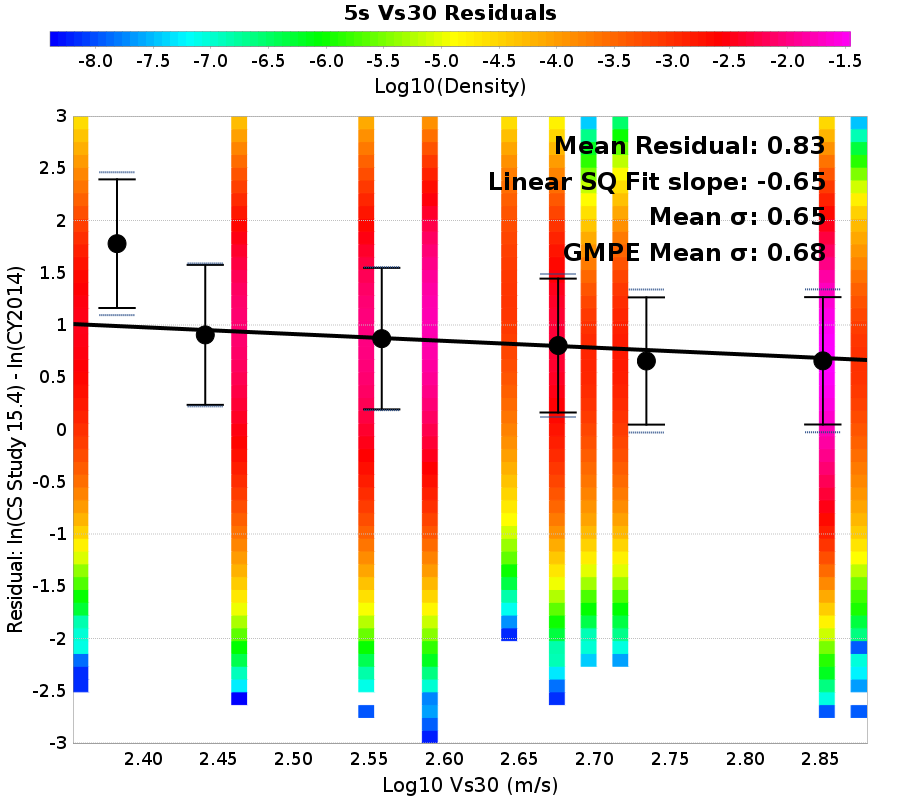 5s Vs30 Residuals
-8.0 -7.5 -7.0 -6.5 -6.0 -5.5 -5.0 -4.5 -4.0 -3.5 -3.0 -2.5 -2.0 -1.5
Log10(Density)
Mean Residual: 0.83
Linear SQ Fit slope: -0.65
Mean σ: 0.65
GMPE Mean σ: 0.68
Residual: ln(CS Study 15.4) - ln(CY2014)
3
2.5
2
1.5
1
0.5
0
-0.5
-1
-1.5
-2
-2.5
-3
2.40 2.45 2.50 2.55 2.60 2.65 2.70 2.75 2.80 2.85
Log10 Vs30 (m/s)